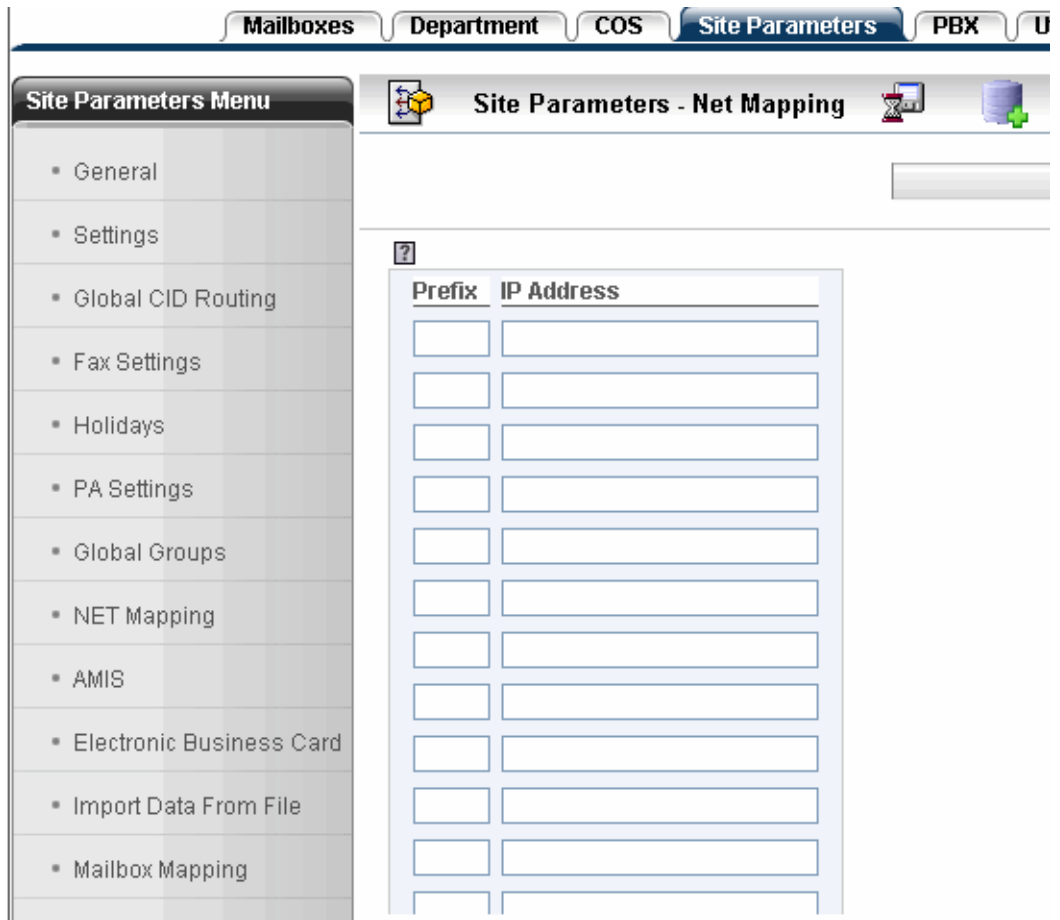 Mailboxes Department COS Site Parameters PBX U
Site Parameters Menu
Site Parameters - Net Mapping
General
Settings
Global CID Routing
Fax Settings
Holidays
PA Settings
Global Groups
NET Mapping
AMIS
Electronic Business Card
Import Data From File
Mailbox Mapping
?
Prefix IP Address